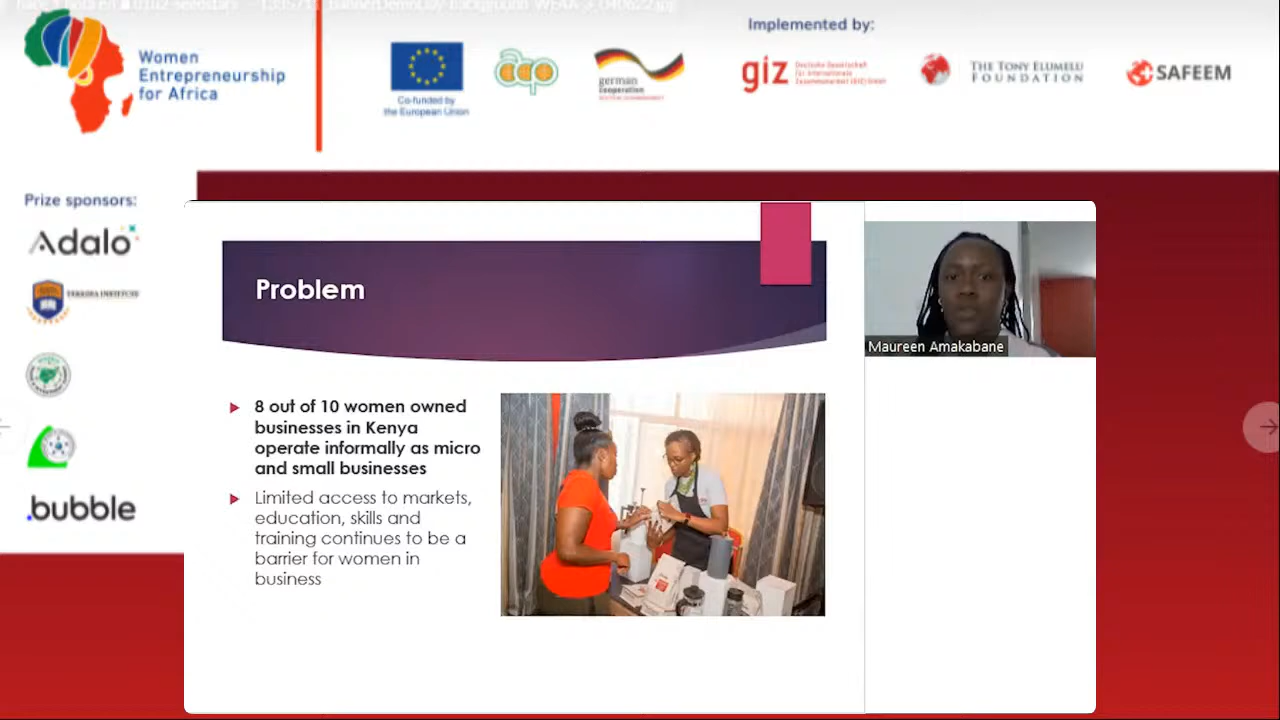 Implemented by:
Women
Entrepreneurship
for Africa
Co-funded by
the European Union
german
cooperation
giz
THE TONY ELUMELU
FOUNDATION
SAFEEM
Prize sponsors:
Adalo
.bubble
Problem
8 out of 10 women owned
businesses in Kenya
operate informally as micro
and small businesses
Limited access to markets,
education, skills and
training continues to be a
barrier for women in
business
Maureen Amakabane